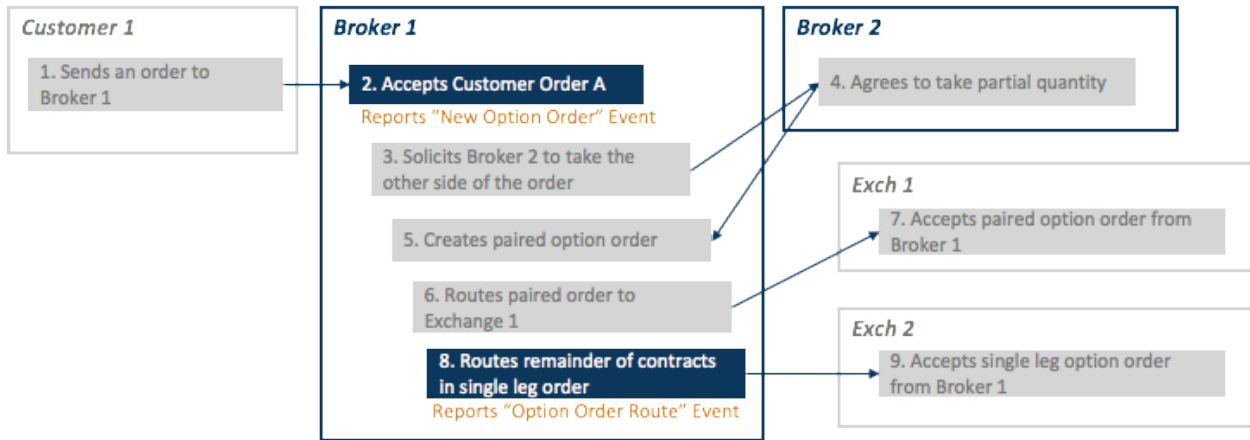 Customer 1
1. Sends an order to
Broker 1
Broker 1
2. Accepts Customer Order A
Reports “New Option Order” Event
3. Solicits Broker 2 to take the
other side of the order
5. Creates paired option order
6. Routes paired order to
Exchange 1
8. Routes remainder of contracts
in single leg order
Reports “Option Order Route” Event
Broker 2
4. Agrees to take partial quantity
Exch 1
7. Accepts paired option order from
Broker 1
Exch 2
9. Accepts single leg option order
from Broker 1